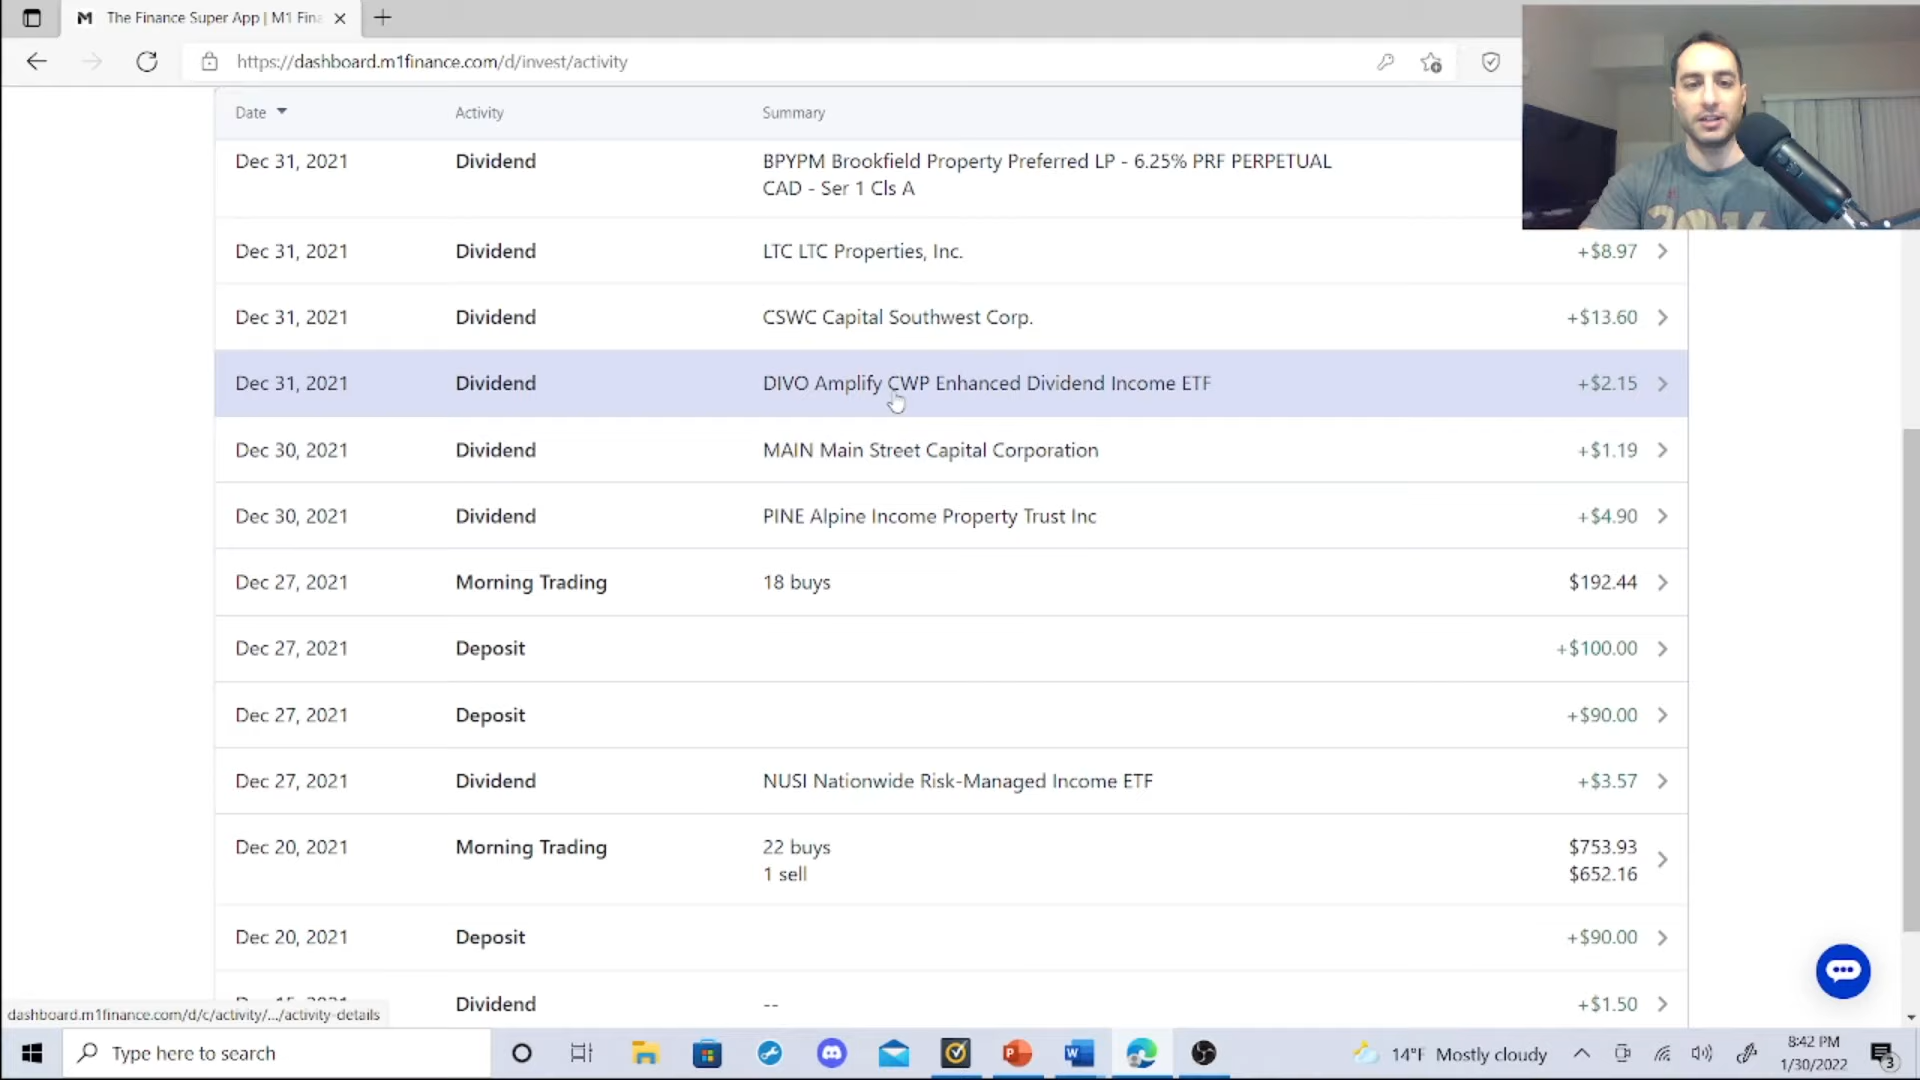 The Finance Super App | M1 Fina
https://dashboard.m1finance.com/d/invest/activity
Date Activity Summary
Dec 31, 2021 Dividend BPYPM Brookfield Property Preferred LP - 6.25% PRF PERPETUAL
CAD - Ser 1 Cls A
Dec 31, 2021 Dividend LTC LTC Properties, Inc. +$8.97
Dec 31, 2021 Dividend CSWC Capital Southwest Corp. +$13.60
Dec 31, 2021 Dividend DIVO Amplify CWP Enhanced Dividend Income ETF +$2.15
Dec 30, 2021 Dividend MAIN Main Street Capital Corporation +$1.19
Dec 30, 2021 Dividend PINE Alpine Income Property Trust Inc +$4.90
Dec 27, 2021 Morning Trading 18 buys $192.44
Dec 27, 2021 Deposit +$100.00
Dec 27, 2021 Deposit +$90.00
Dec 27, 2021 Dividend NUSI Nationwide Risk-Managed Income ETF +$3.57
Dec 20, 2021 Morning Trading 22 buys $753.93
1 sell $652.16
Dec 20, 2021 Deposit +$90.00
Dividend -- +$1.50
dashboard.m1finance.com/d/c/activity/.../activity-details
Type here to search
14°F Mostly cloudy
8:42 PM
1/30/2022
3